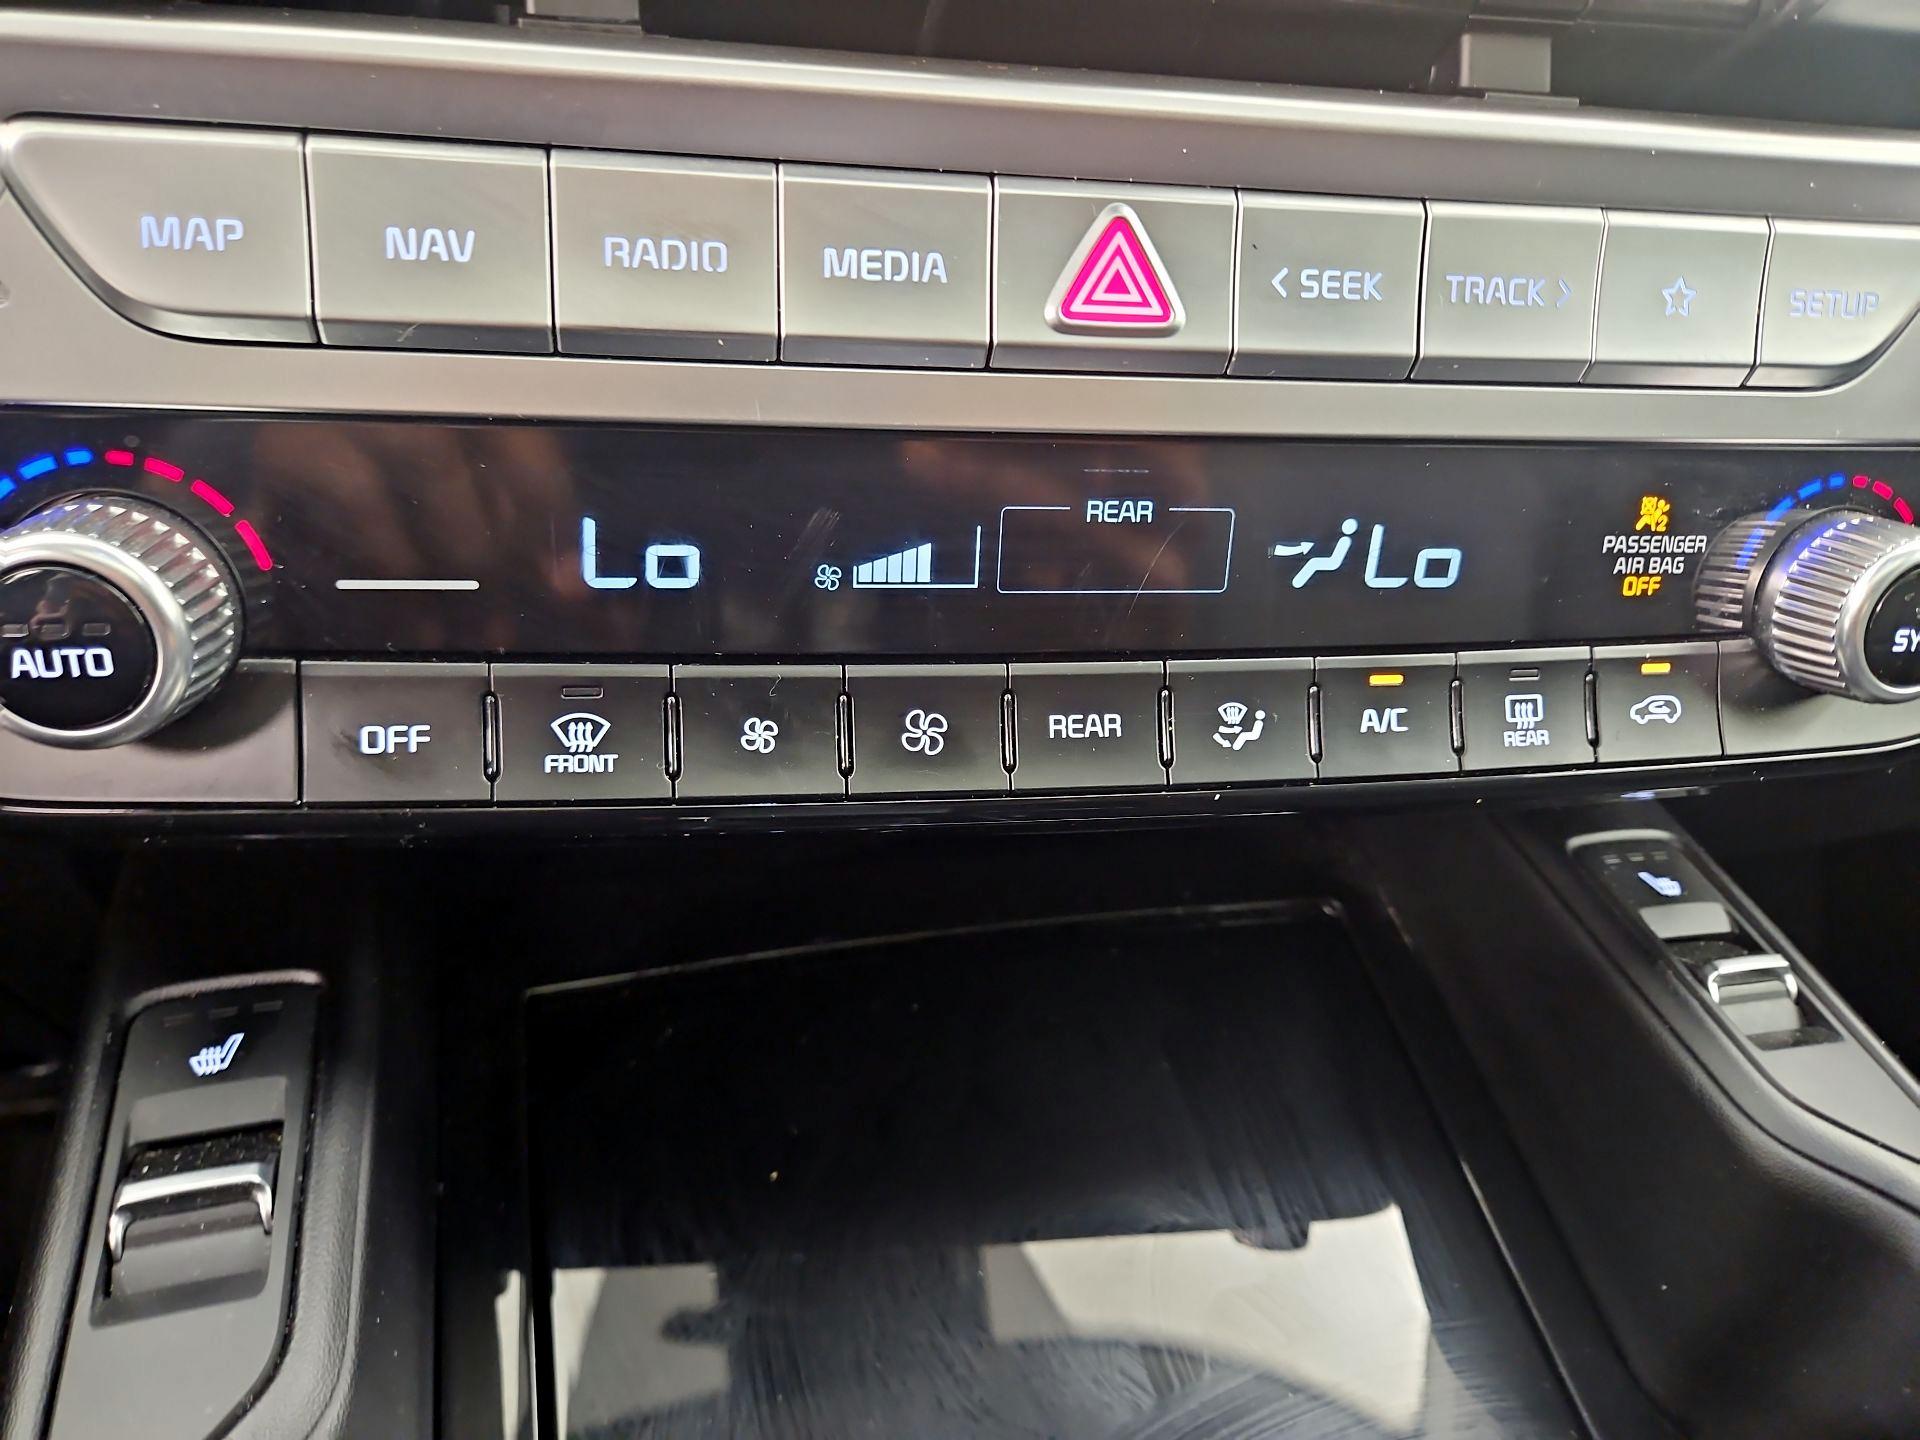 MAP
NAV
RADIO
MEDIA
< SEEK
TRACK >
SETUP
REAR
Lo
Lo
2
PASSENGER
AIR BAG
OFF
AUTO
OFF
FRONT
REAR
A/C
REAR